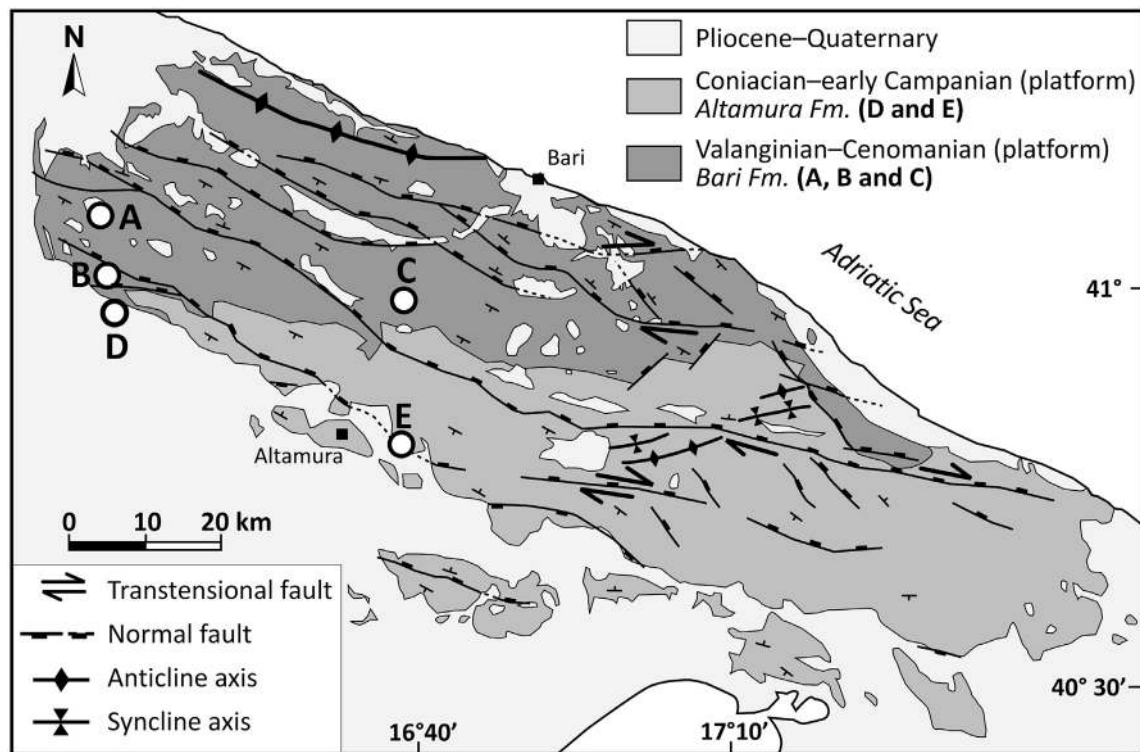 N
Pliocene–Quaternary
Coniacian–early Campanian (platform)
Altamura Fm. (D and E)
Valanginian–Cenomanian (platform)
Bari Fm. (A, B and C)
Bari
A
B
C
D
E
Adriatic Sea
41°
Altamura
0 10 20 km
Transtensional fault
Normal fault
Anticline axis
Syncline axis
40° 30’
16°40’
17°10’